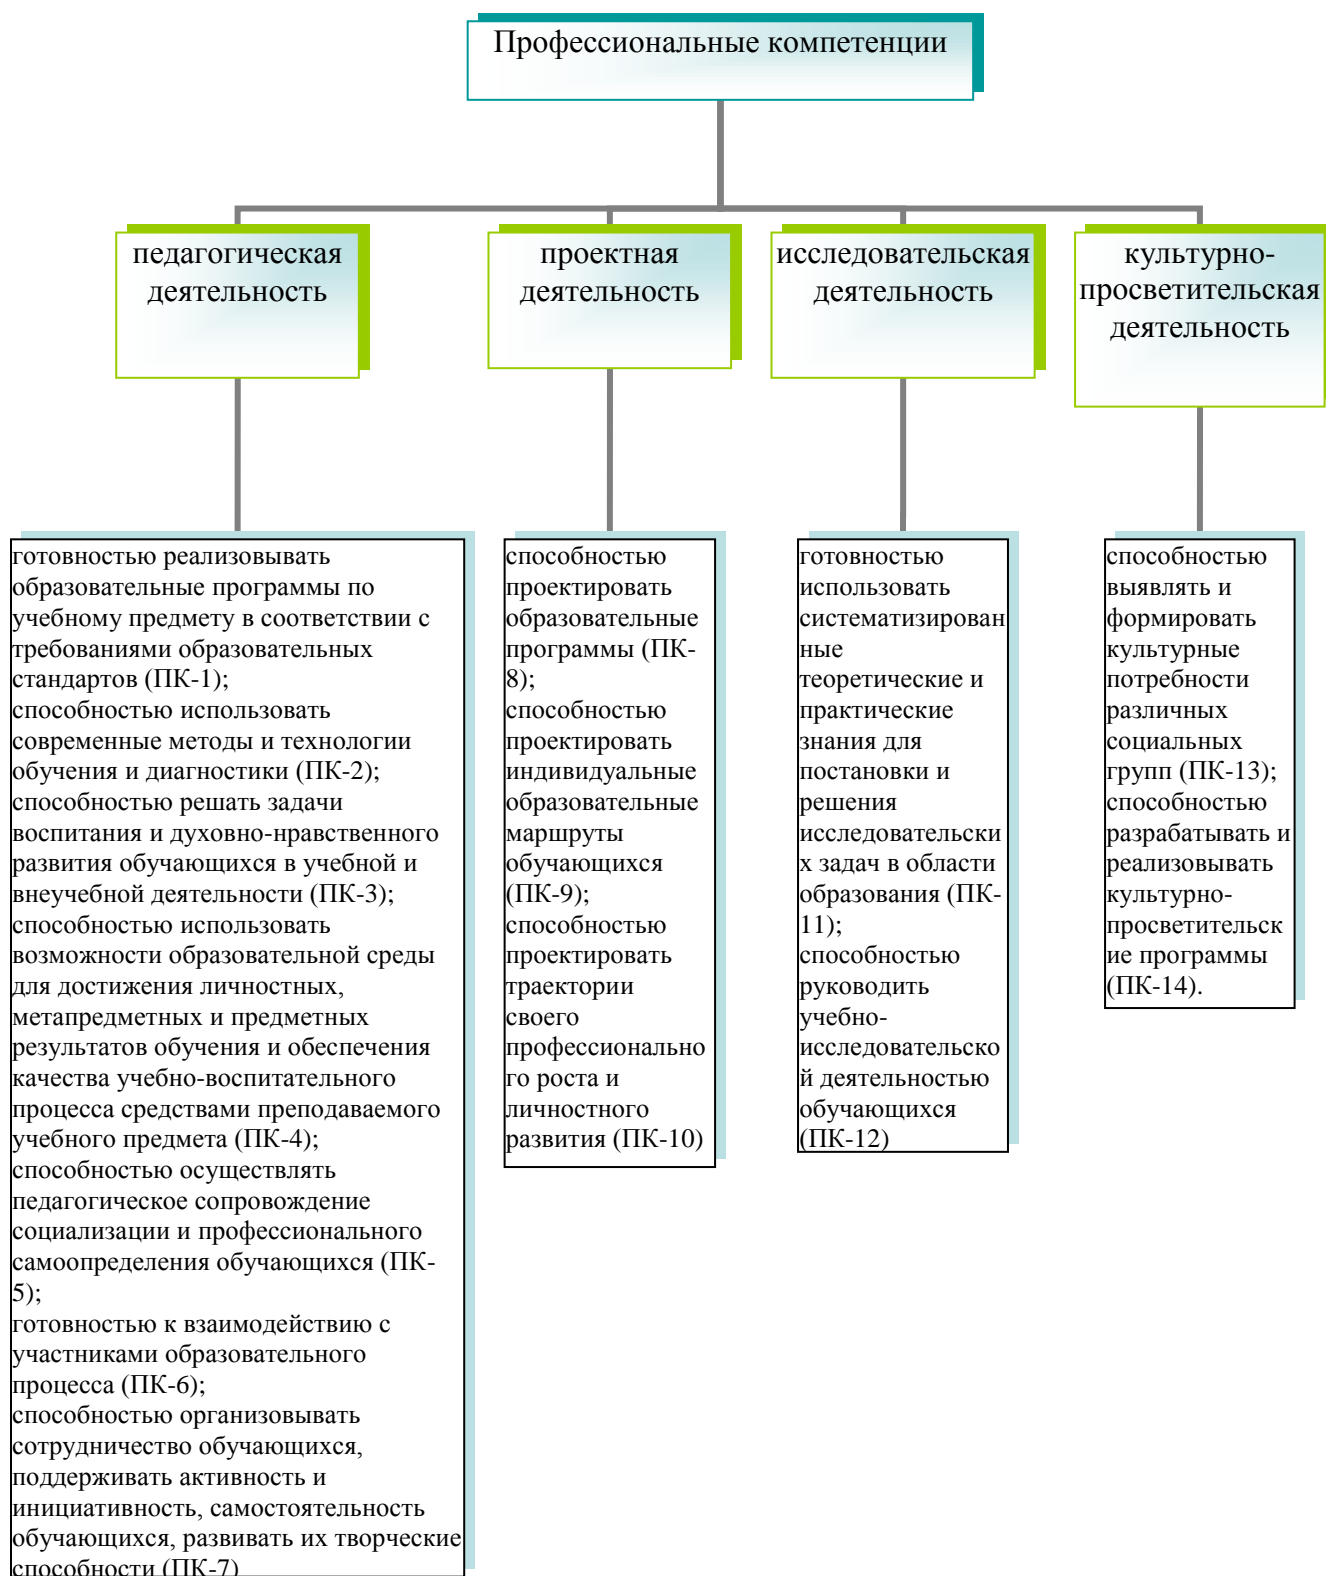 Профессиональные компетенции
педагогическая
деятельность
проектная
деятельность
исследовательская
деятельность
культурно-
просветительская
деятельность
готовностью реализовывать
образовательные программы по
учебному предмету в соответствии с
требованиями образовательных
стандартов (ПК-1);
способностью использовать
современные методы и технологии
обучения и диагностики (ПК-2);
способностью решать задачи
воспитания и духовно-нравственного
развития обучающихся в учебной и
внеучебной деятельности (ПК-3);
способностью использовать
возможности образовательной среды
для достижения личностных,
метапредметных и предметных
результатов обучения и обеспечения
качества учебно-воспитательного
процесса средствами преподаваемого
учебного предмета (ПК-4);
способностью осуществлять
педагогическое сопровождение
социализации и профессионального
самоопределения обучающихся (ПК-
5);
готовностью к взаимодействию с
участниками образовательного
процесса (ПК-6);
способностью организовывать
сотрудничество обучающихся,
поддерживать активность и
инициативность, самостоятельность
обучающихся, развивать их творческие
способности (ПК-7)
способностью
проектировать
образовательные
программы (ПК-
8);
способностью
проектировать
индивидуальные
образовательные
маршруты
обучающихся
(ПК-9);
способностью
проектировать
траектории
своего
профессионально
го роста и
личностного
развития (ПК-10)
готовностью
использовать
систематизирован
ные
теоретические и
практические
знания для
постановки и
решения
исследовательски
х задач в области
образования (ПК-
11);
способностью
руководить
учебно-
исследовательско
й деятельностью
обучающихся
(ПК-12)
способностью
выявлять и
формировать
культурные
потребности
различных
социальных
групп (ПК-13);
способностью
разрабатывать и
реализовывать
культурно-
просветительск
ие программы
(ПК-14).